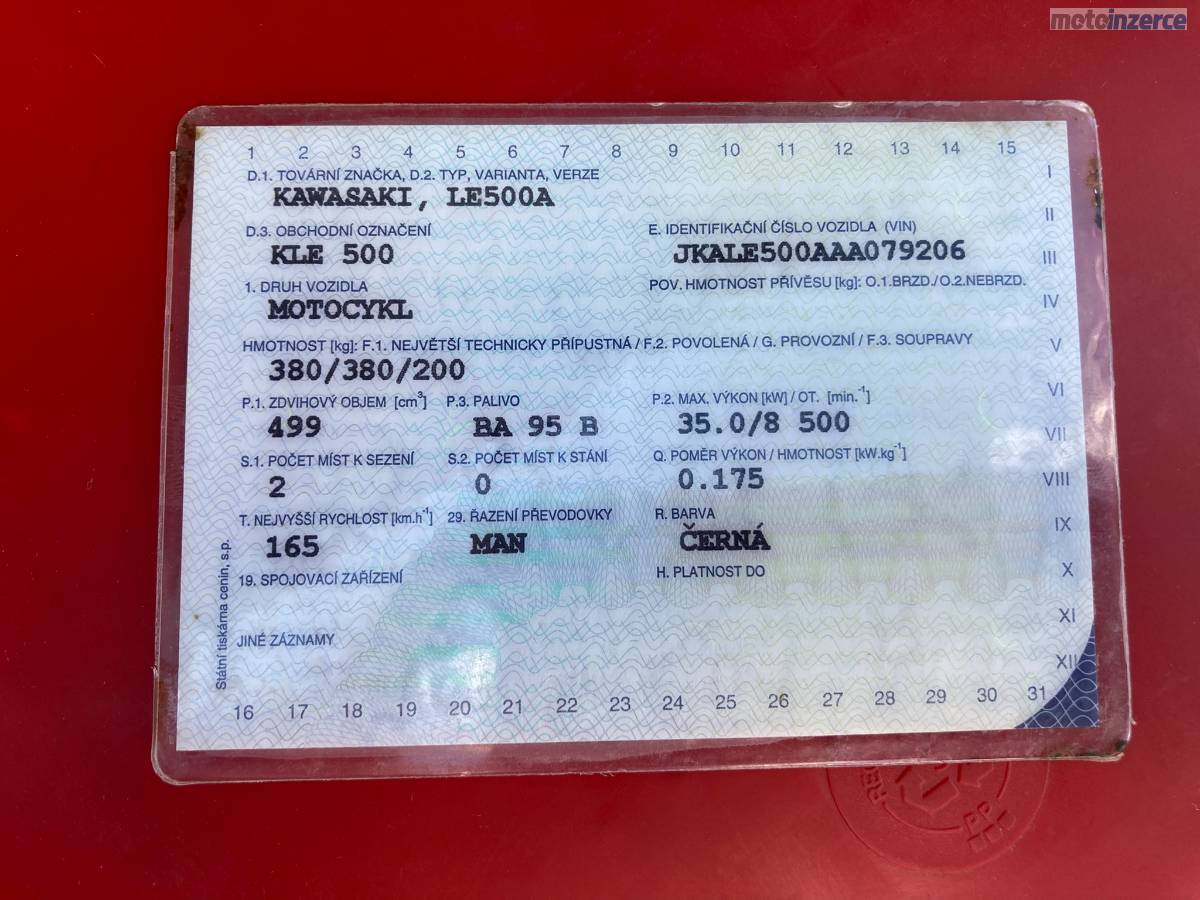 motoinzerce
1 2 3 4 5 6 7 8 9 10 11 12 13 14 15
D.1. TOVÁRNÍ ZNAČKA, D.2. TYP, VARIANTA, VERZE I
KAWASAKI, LE500A
II
D.3. OBCHODNÍ OZNAČENÍ E. IDENTIFIKAČNÍ ČÍSLO VOZIDLA (VIN)
KLE 500 JKALE500AAA079206 III
1. DRUH VOZIDLA POV. HMOTNOST PŘÍVĚSU [kg]: O.1.BRZD./O.2.NEBRZD.
MOTOCYKL IV
HMOTNOST [kg]: F.1. NEJVĚTŠÍ TECHNICKY PŘÍPUSTNÁ / F.2. POVOLENÁ / G. PROVOZNÍ / F.3. SOUPRAVY V
380/380/200
VI
P.1. ZDVIHOVÝ OBJEM [cm³] P.3. PALIVO P.2. MAX. VÝKON [kW] / OT. [min.⁻¹]
499 BA 95 B 35.0/8 500 VII
S.1. POČET MÍST K SEZENÍ S.2. POČET MÍST K STÁNÍ Q. POMĚR VÝKON / HMOTNOST [kW.kg⁻¹]
2 0 0.175 VIII
T. NEJVYŠŠÍ RYCHLOST [km.h⁻¹] 29. ŘAZENÍ PŘEVODOVKY R. BARVA IX
165 MAN ČERNÁ
19. SPOJOVACÍ ZAŘÍZENÍ H. PLATNOST DO X
XI
JINÉ ZÁZNAMY
XII
16 17 18 19 20 21 22 23 24 25 26 27 28 29 30 31
Státní tiskárna cenin, s.p.